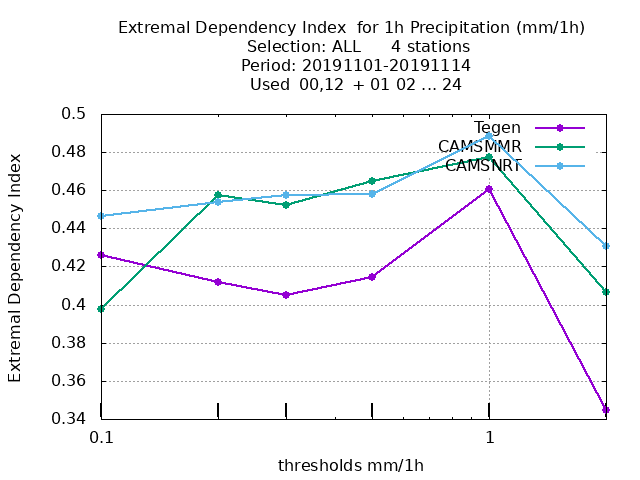 Extremal Dependency Index  for 1h Precipitation (mm/1h)
Selection: ALL      4 stations
Period: 20191101-20191114
Used  00,12  + 01 02 ... 24
Extremal Dependency Index
0.5
0.48
0.46
0.44
0.42
0.4
0.38
0.36
0.34
Tegen
CAMSMMR
CAMSNRT
0.1
1
thresholds mm/1h